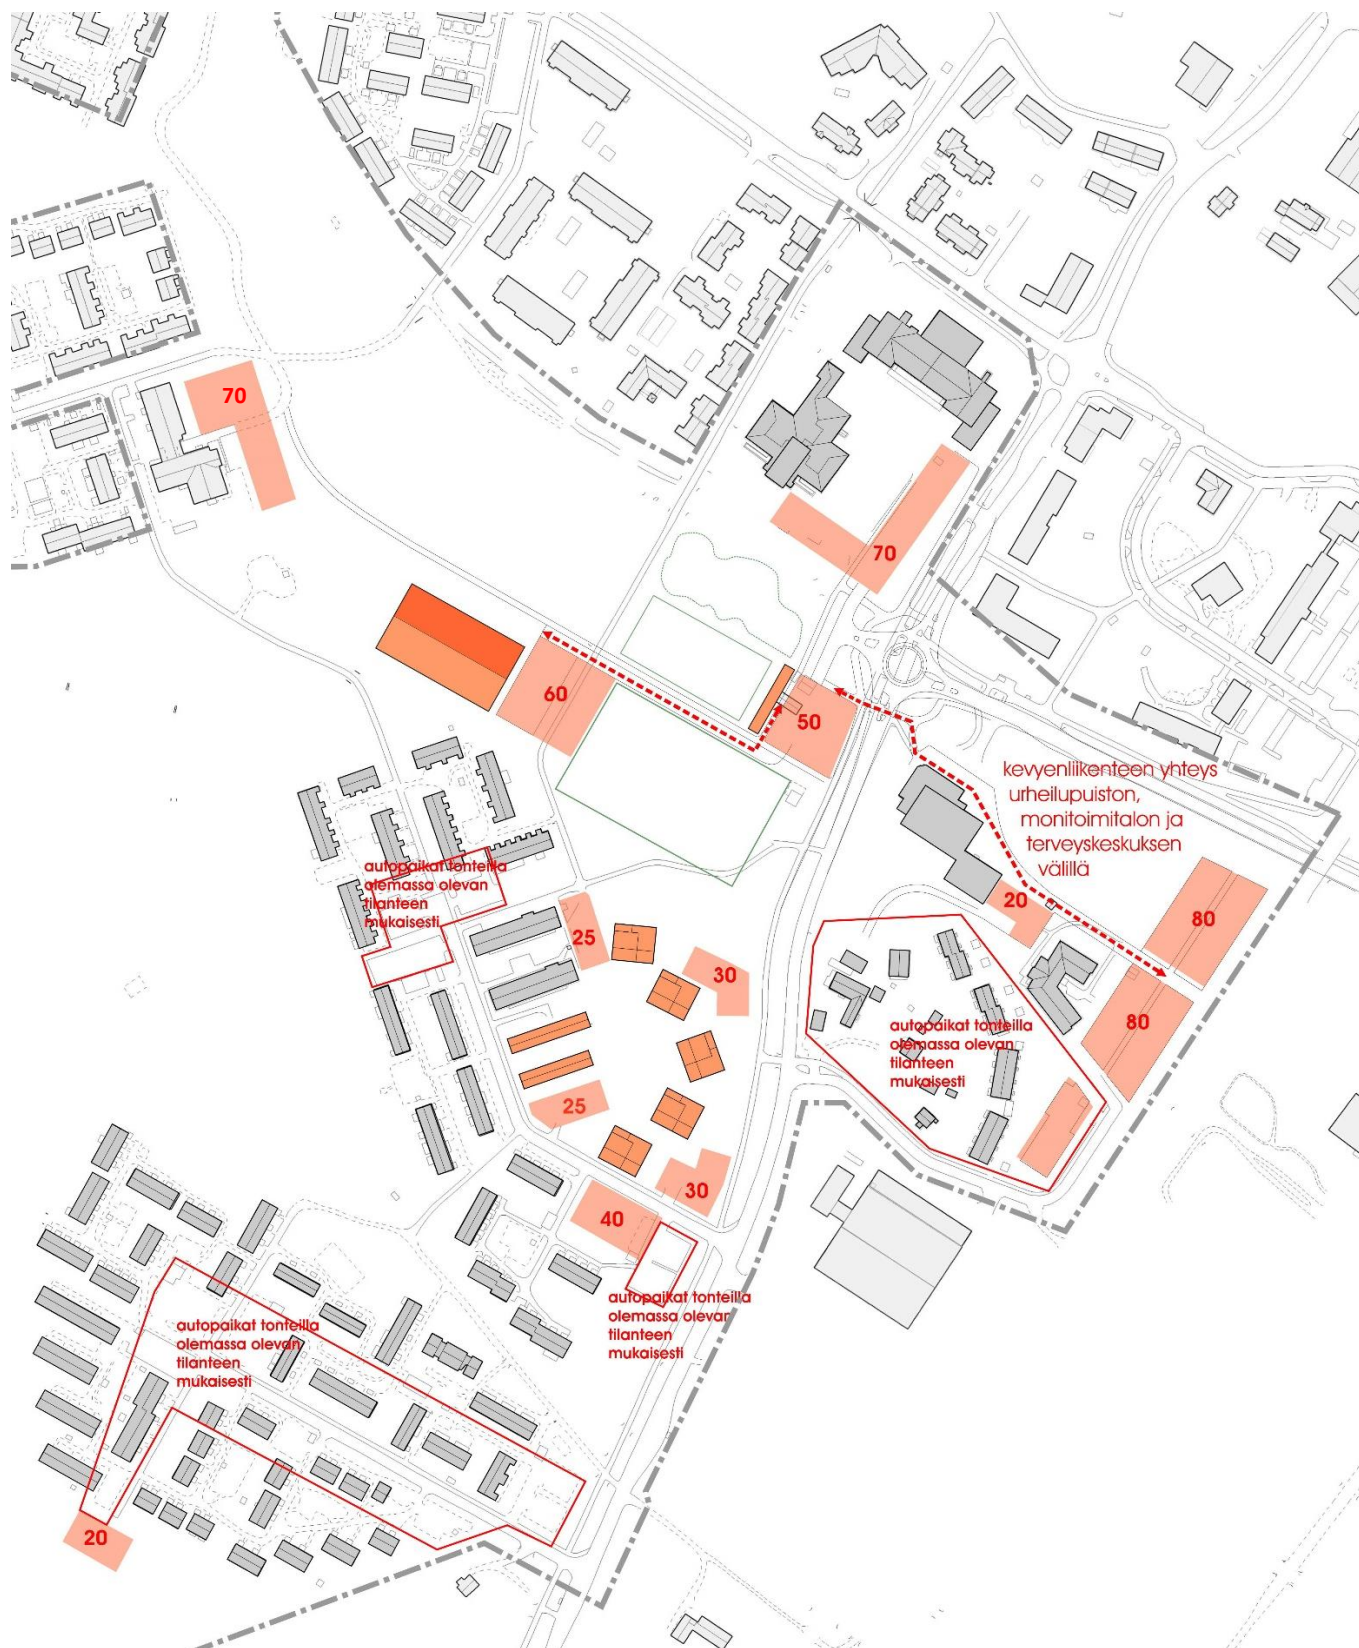 70
70
60
50
kevyenliikenteen yhteys
urheilupuiston,
monitoimitalon ja
terveyskeskuksen
välillä
autopaikat tonteilla
olemassa olevan
tilanteen
mukaisesti
20
80
25
30
80
autopaikat tonteilla
olemassa olevan
tilanteen
mukaisesti
25
30
40
autopaikat tonteilla
olemassa olevan
tilanteen
mukaisesti
autopaikat tonteilla
olemassa olevan
tilanteen
mukaisesti
20